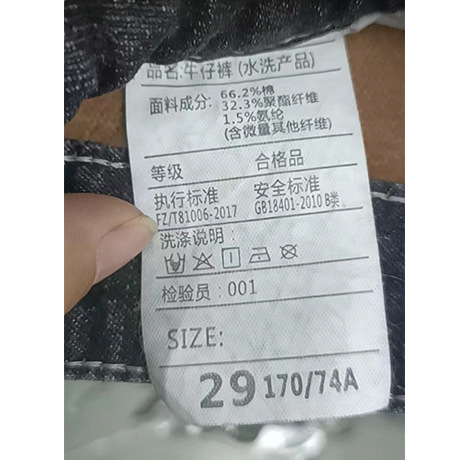 品名:牛仔裤(水洗产品)
面料成分: 66.2%棉
32.3%聚酯纤维
1.5%氨纶
(含微量其他纤维)
等级 合格品
执行标准 安全标准
FZ/T81006-2017 GB18401-2010 B类。
洗涤说明:
检验员:001
SIZE:
29 170/74A